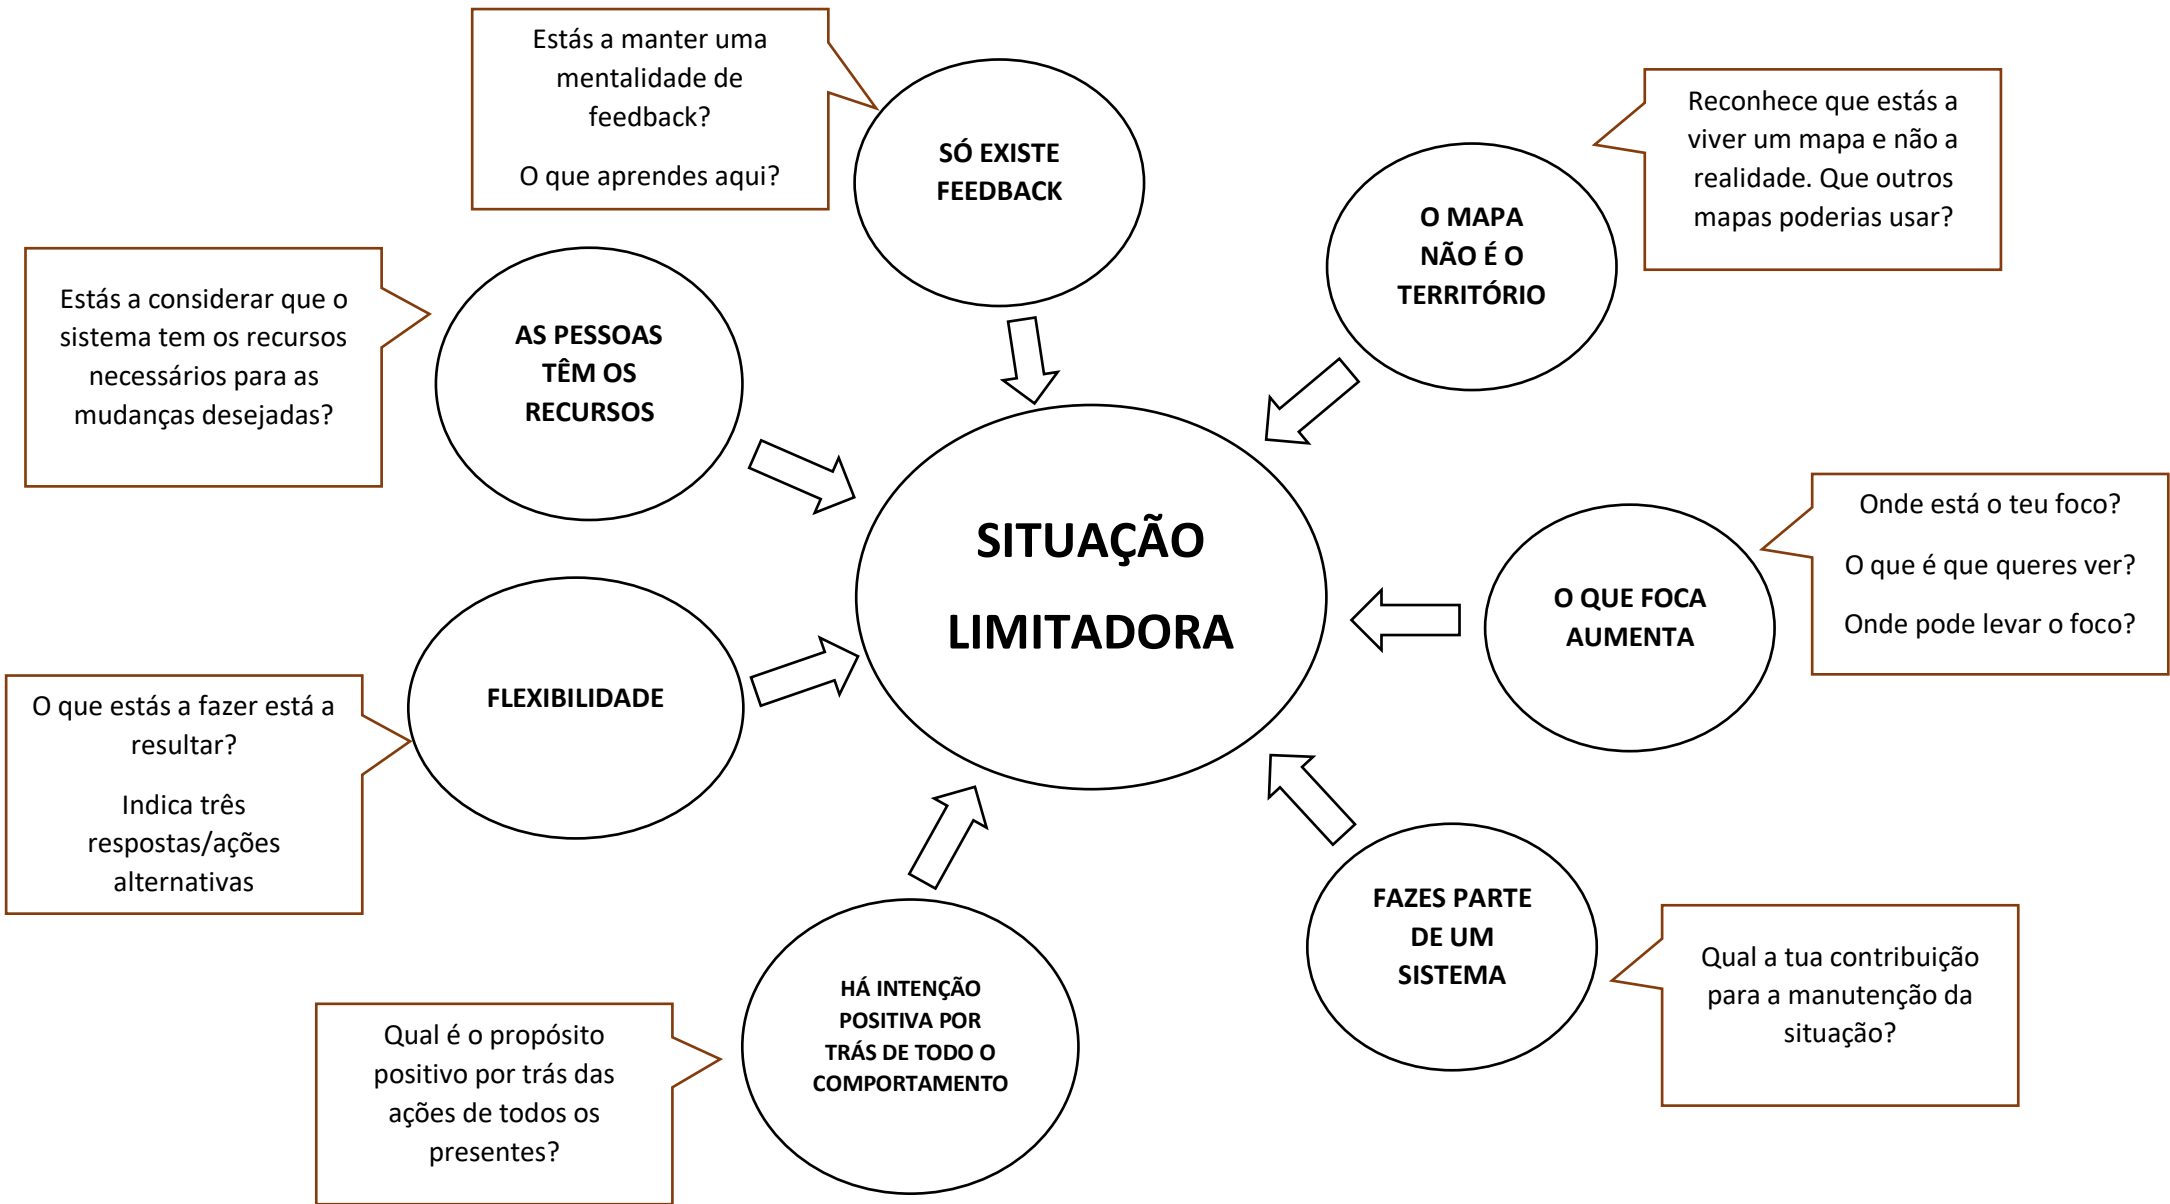 Estás a manter uma
mentalidade de
feedback?
O que aprendes aqui?
SÓ EXISTE
FEEDBACK
Reconhece que estás a
viver um mapa e não a
realidade. Que outros
mapas poderias usar?
O MAPA
NÃO É O
TERRITÓRIO
Estás a considerar que o
sistema tem os recursos
necessários para as
mudanças desejadas?
AS PESSOAS
TÊM OS
RECURSOS
SITUAÇÃO
LIMITADORA
Onde está o teu foco?
O que é que queres ver?
Onde pode levar o foco?
O QUE FOCA
AUMENTA
O que estás a fazer está a
resultar?
Indica três
respostas/ações
alternativas
FLEXIBILIDADE
FAZES PARTE
DE UM
SISTEMA
Qual a tua contribuição
para a manutenção da
situação?
HÁ INTENÇÃO
POSITIVA POR
TRÁS DE TODO O
COMPORTAMENTO
Qual é o propósito
positivo por trás das
ações de todos os
presentes?